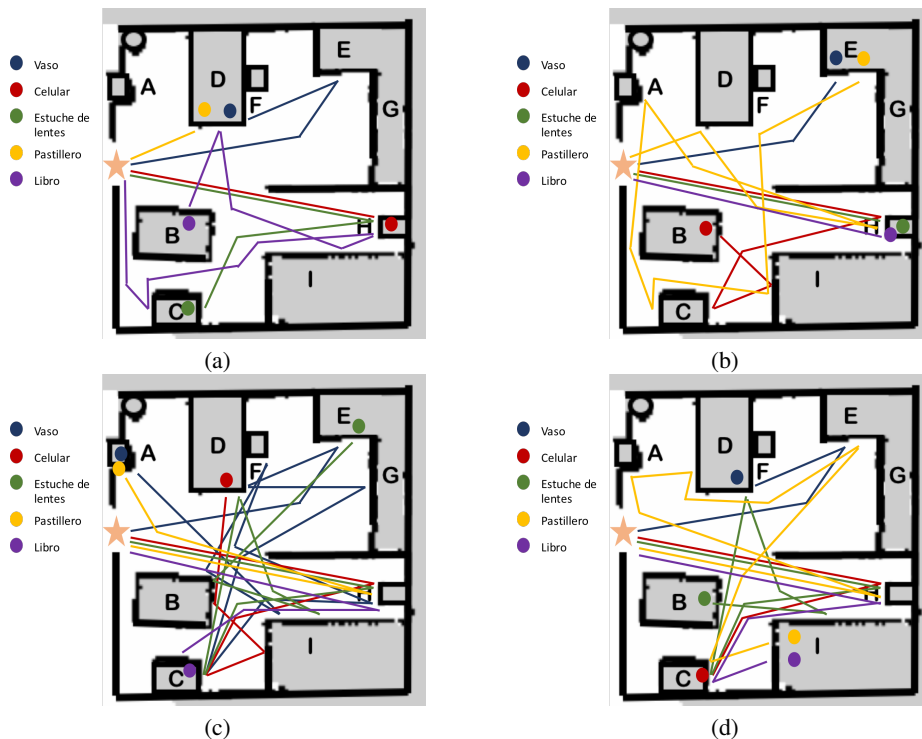 Vaso
Celular
Estuche de
lentes
Pastillero
Libro
A
D
E
F
G
H
B
C
I
(a)
Vaso
Celular
Estuche de
lentes
Pastillero
Libro
A
D
E
F
G
H
B
C
I
(b)
Vaso
Celular
Estuche de
lentes
Pastillero
Libro
A
D
E
F
G
H
B
C
I
(c)
Vaso
Celular
Estuche de
lentes
Pastillero
Libro
A
D
E
F
G
H
B
C
I
(d)